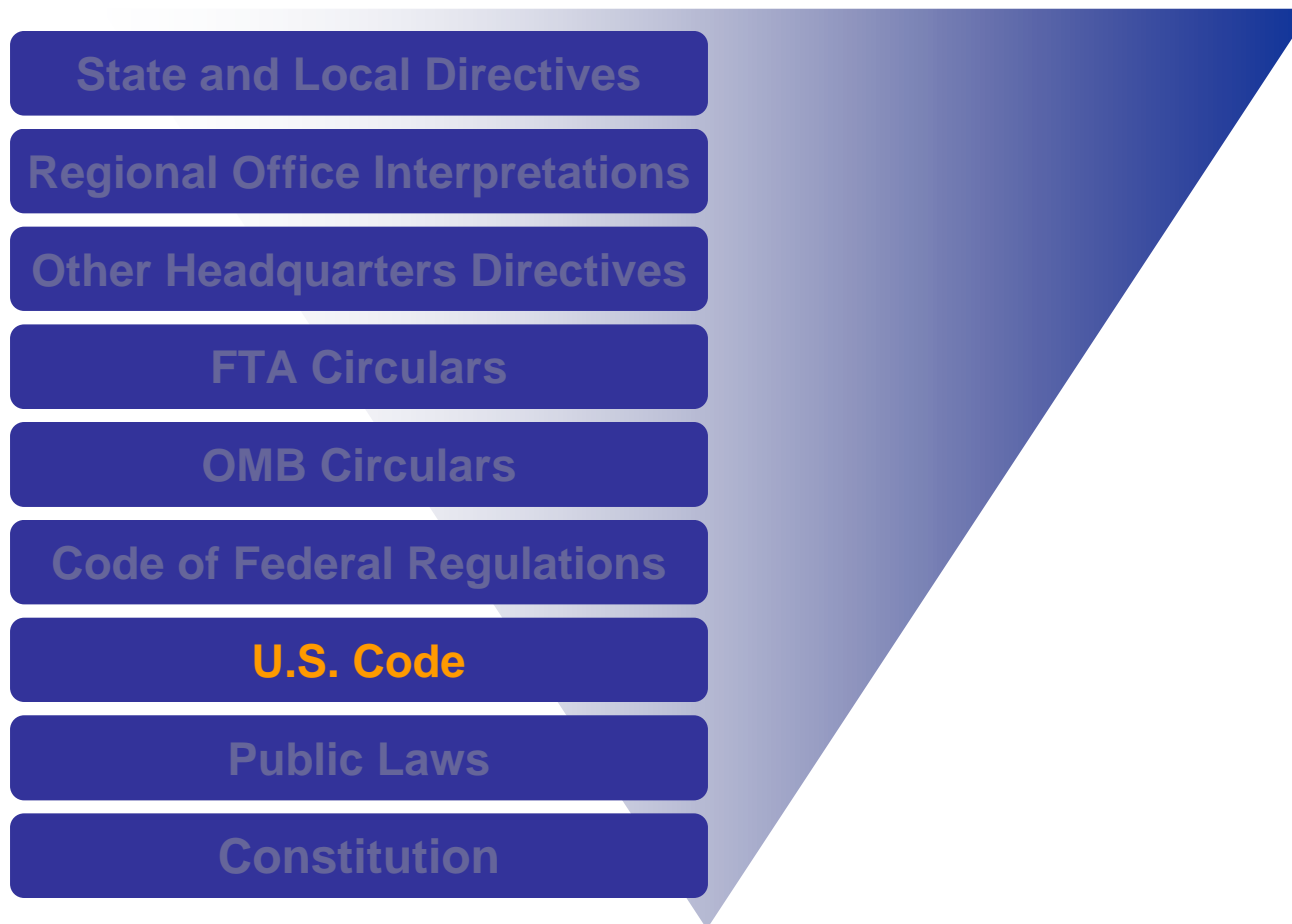 State and Local Directives
Regional Office Interpretations
Other Headquarters Directives
FTA Circulars
OMB Circulars
Code of Federal Regulations
U.S. Code
Public Laws
Constitution